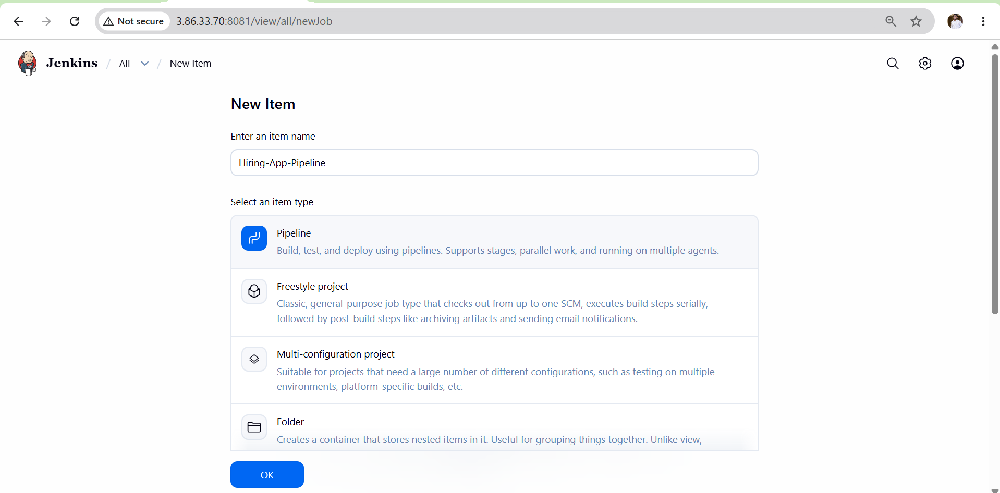 Not secure 3.86.33.70:8081/view/all/newJob
Jenkins / All / New Item
New Item
Enter an item name
Hiring-App-Pipeline
Select an item type
Pipeline
Build, test, and deploy using pipelines. Supports stages, parallel work, and running on multiple agents.
Freestyle project
Classic, general-purpose job type that checks out from up to one SCM, executes build steps serially,
followed by post-build steps like archiving artifacts and sending email notifications.
Multi-configuration project
Suitable for projects that need a large number of different configurations, such as testing on multiple
environments, platform-specific builds, etc.
Folder
Creates a container that stores nested items in it. Useful for grouping things together. Unlike view,
OK